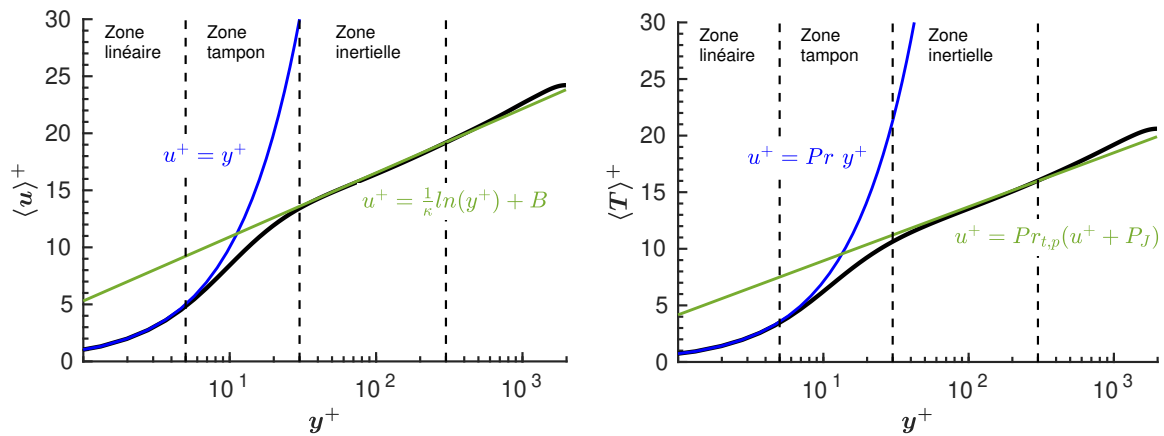 30
25
20
15
10
5
0
⟨u⟩⁺
Zone
linéaire
Zone
tampon
Zone
inertielle
u⁺ = y⁺
u⁺ = 1/κ ln(y⁺) + B
10¹
10²
10³
y⁺
30
25
20
15
10
5
0
⟨T⟩⁺
Zone
linéaire
Zone
tampon
Zone
inertielle
u⁺ = Pr y⁺
u⁺ = Pr_{t,p}(u⁺ + P_J)
10¹
10²
10³
y⁺